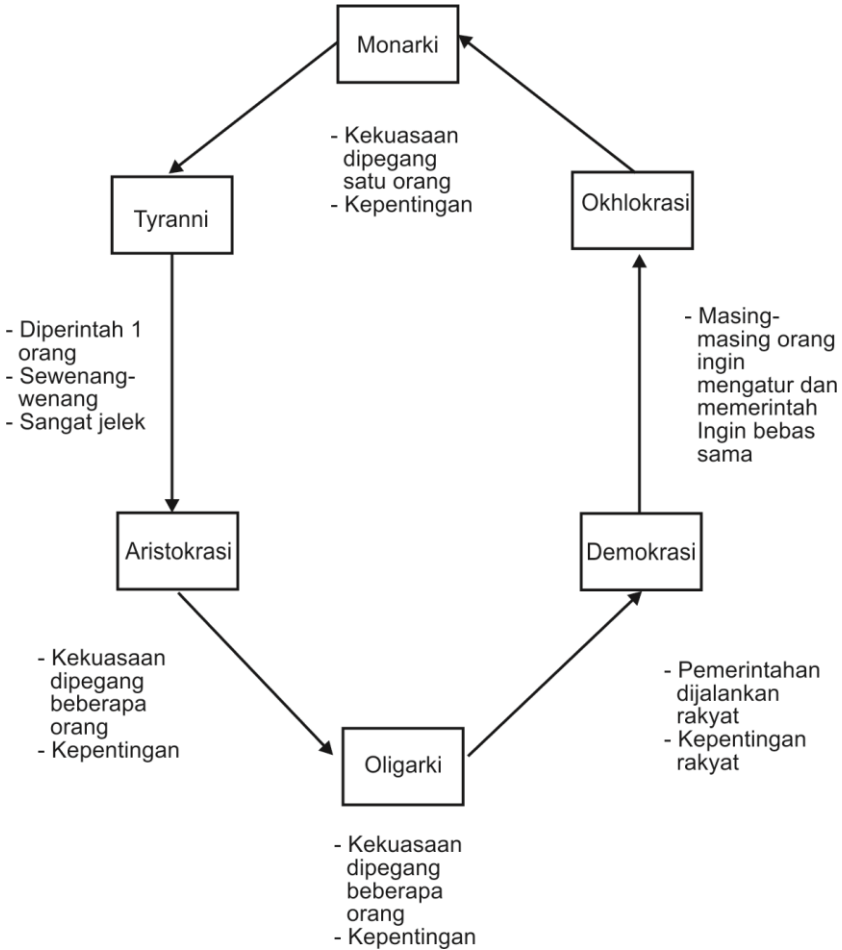 Monarki
- Kekuasaan
dipegang
satu orang
- Kepentingan
Tyranni
- Diperintah 1
orang
- Sewenang-
wenang
- Sangat jelek
Aristokrasi
- Kekuasaan
dipegang
beberapa
orang
- Kepentingan
Oligarki
- Kekuasaan
dipegang
beberapa
orang
- Kepentingan
Demokrasi
- Pemerintahan
dijalankan
rakyat
- Kepentingan
rakyat
Okhlokrasi
- Masing-
masing orang
ingin
mengatur dan
memerintah
Ingin bebas
sama